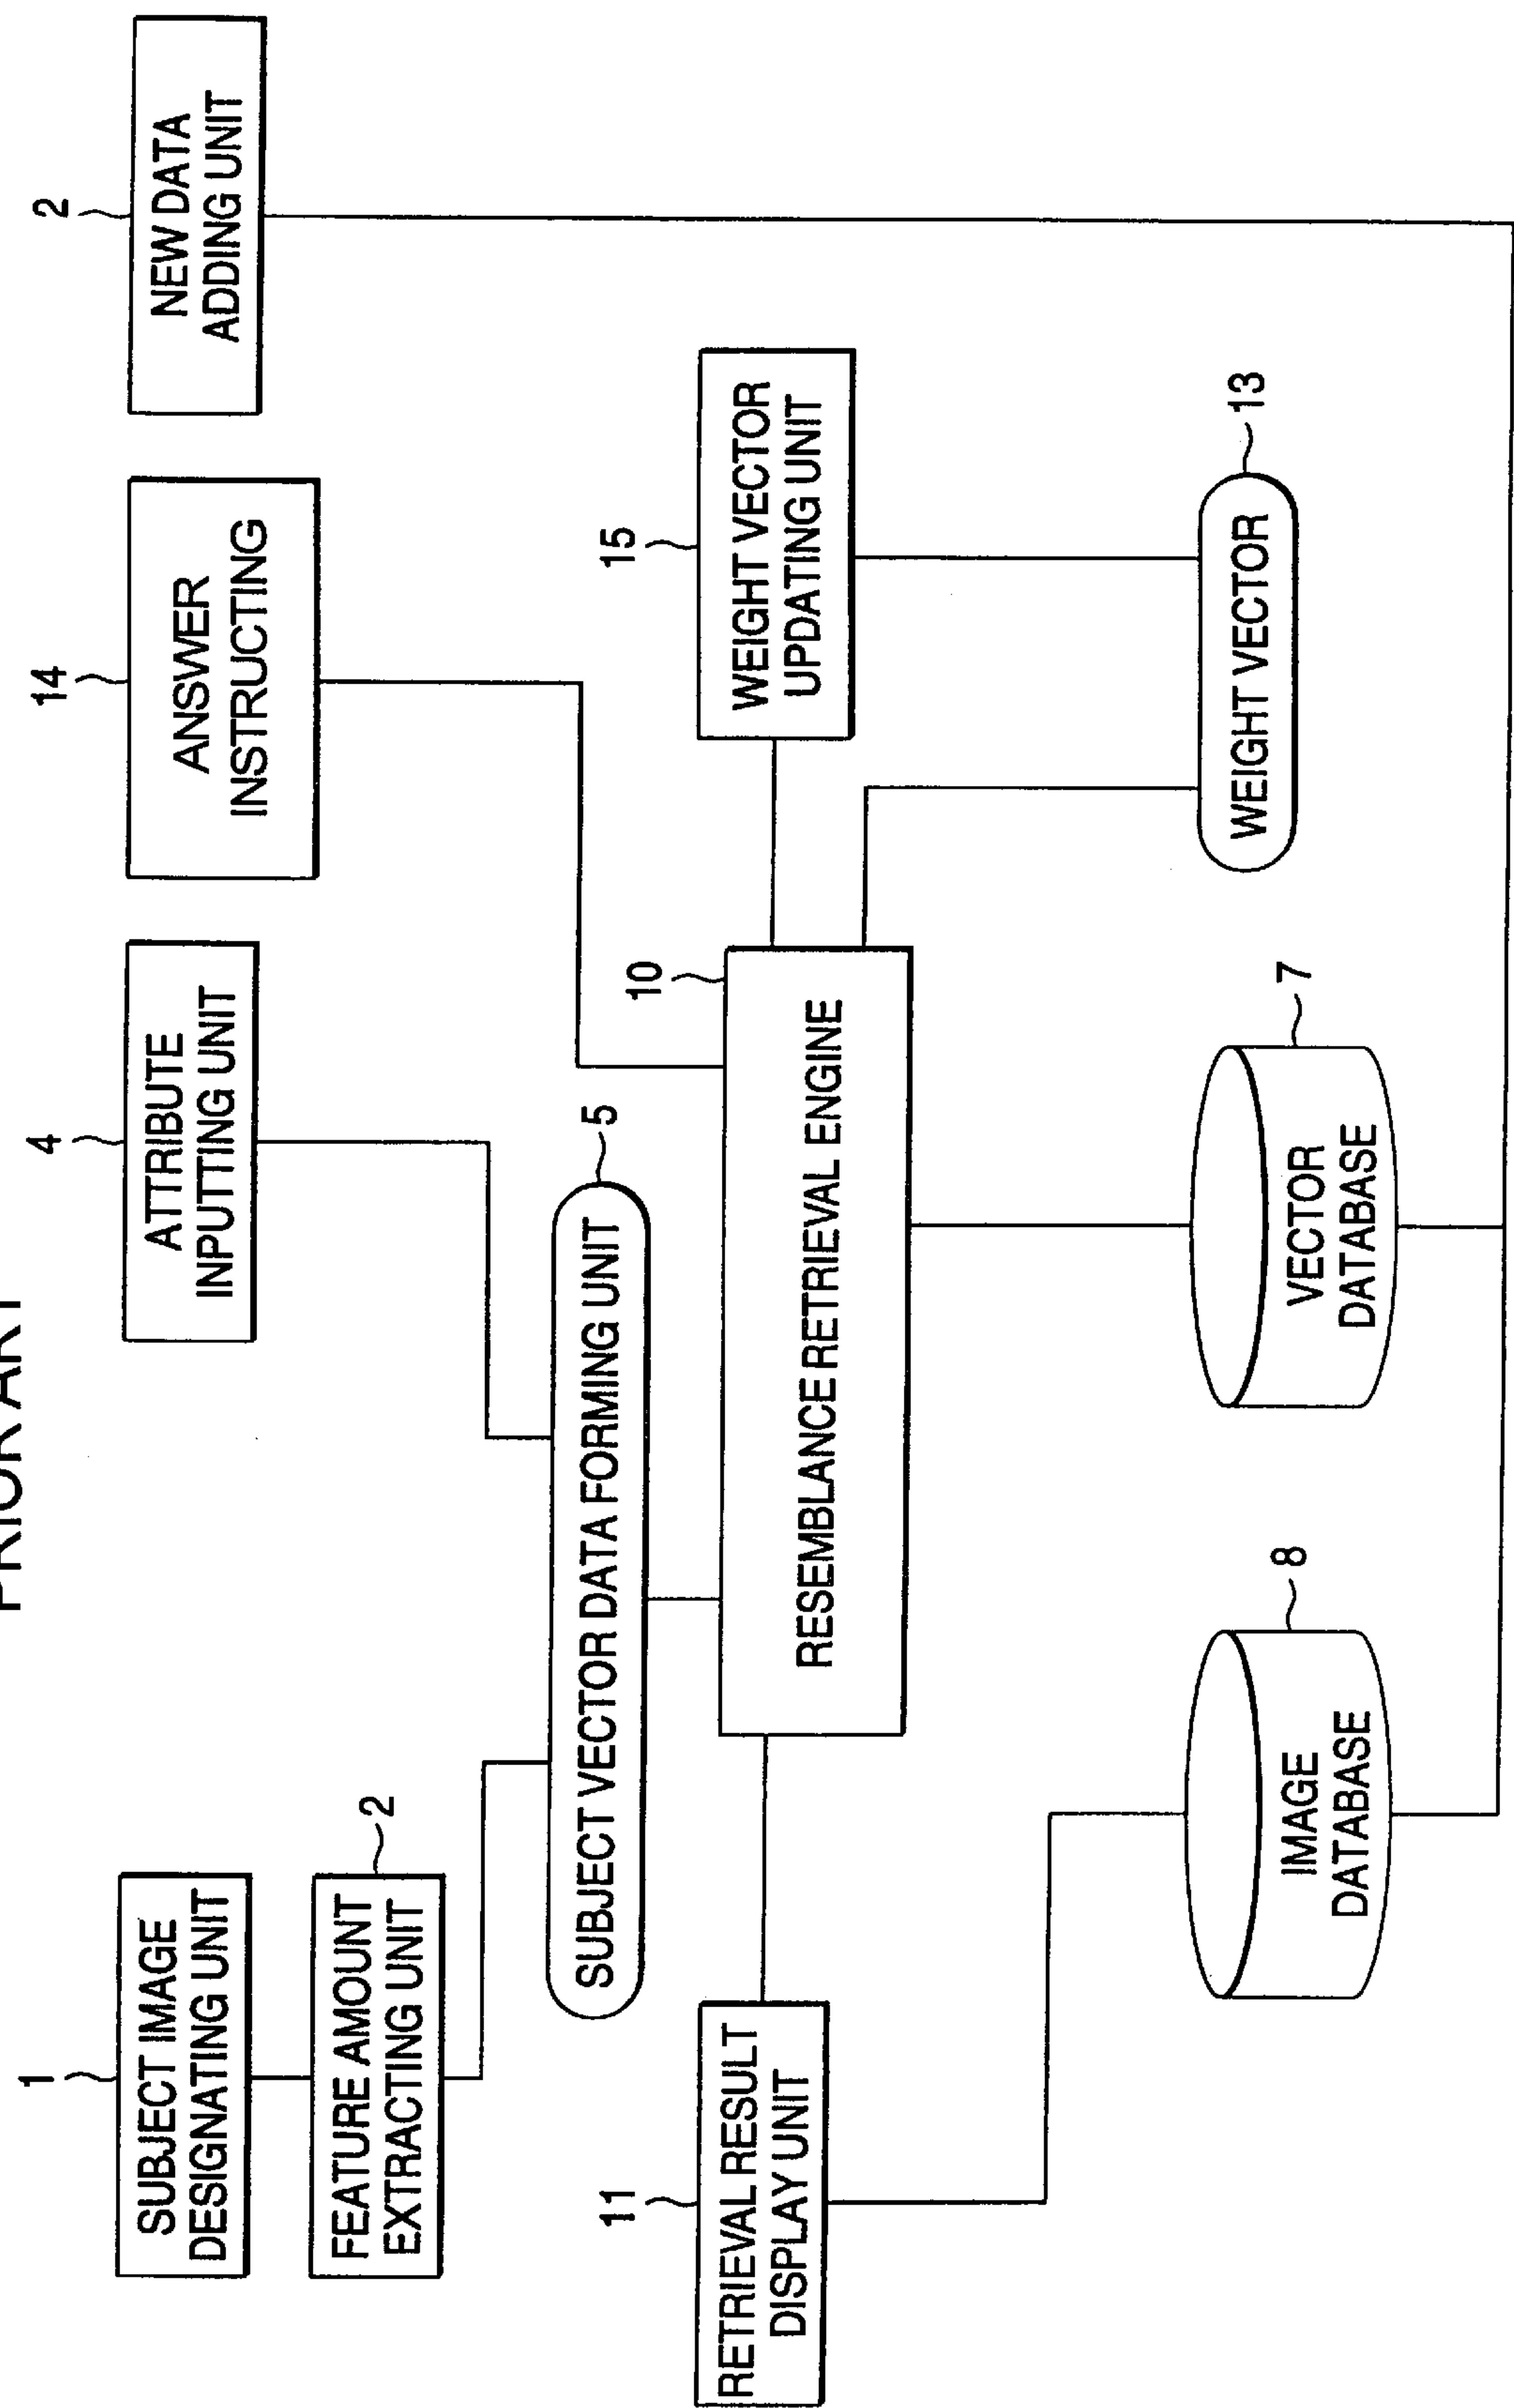 PRIOR ART
1
SUBJECT IMAGE
DESIGNATING UNIT
2
FEATURE AMOUNT
EXTRACTING UNIT
4
ATTRIBUTE
INPUTTING UNIT
14
ANSWER
INSTRUCTING
2
NEW DATA
ADDING UNIT
SUBJECT VECTOR DATA FORMING UNIT
5
11
RETRIEVAL RESULT
DISPLAY UNIT
10
RESEMBLANCE RETRIEVAL ENGINE
15
WEIGHT VECTOR
UPDATING UNIT
8
IMAGE
DATABASE
7
VECTOR
DATABASE
13
WEIGHT VECTOR